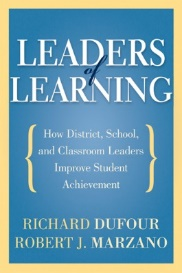 LEADERS
of
LEARNING
How District, School,
and Classroom Leaders
Improve Student
Achievement
RICHARD DUFOUR
ROBERT J. MARZANO